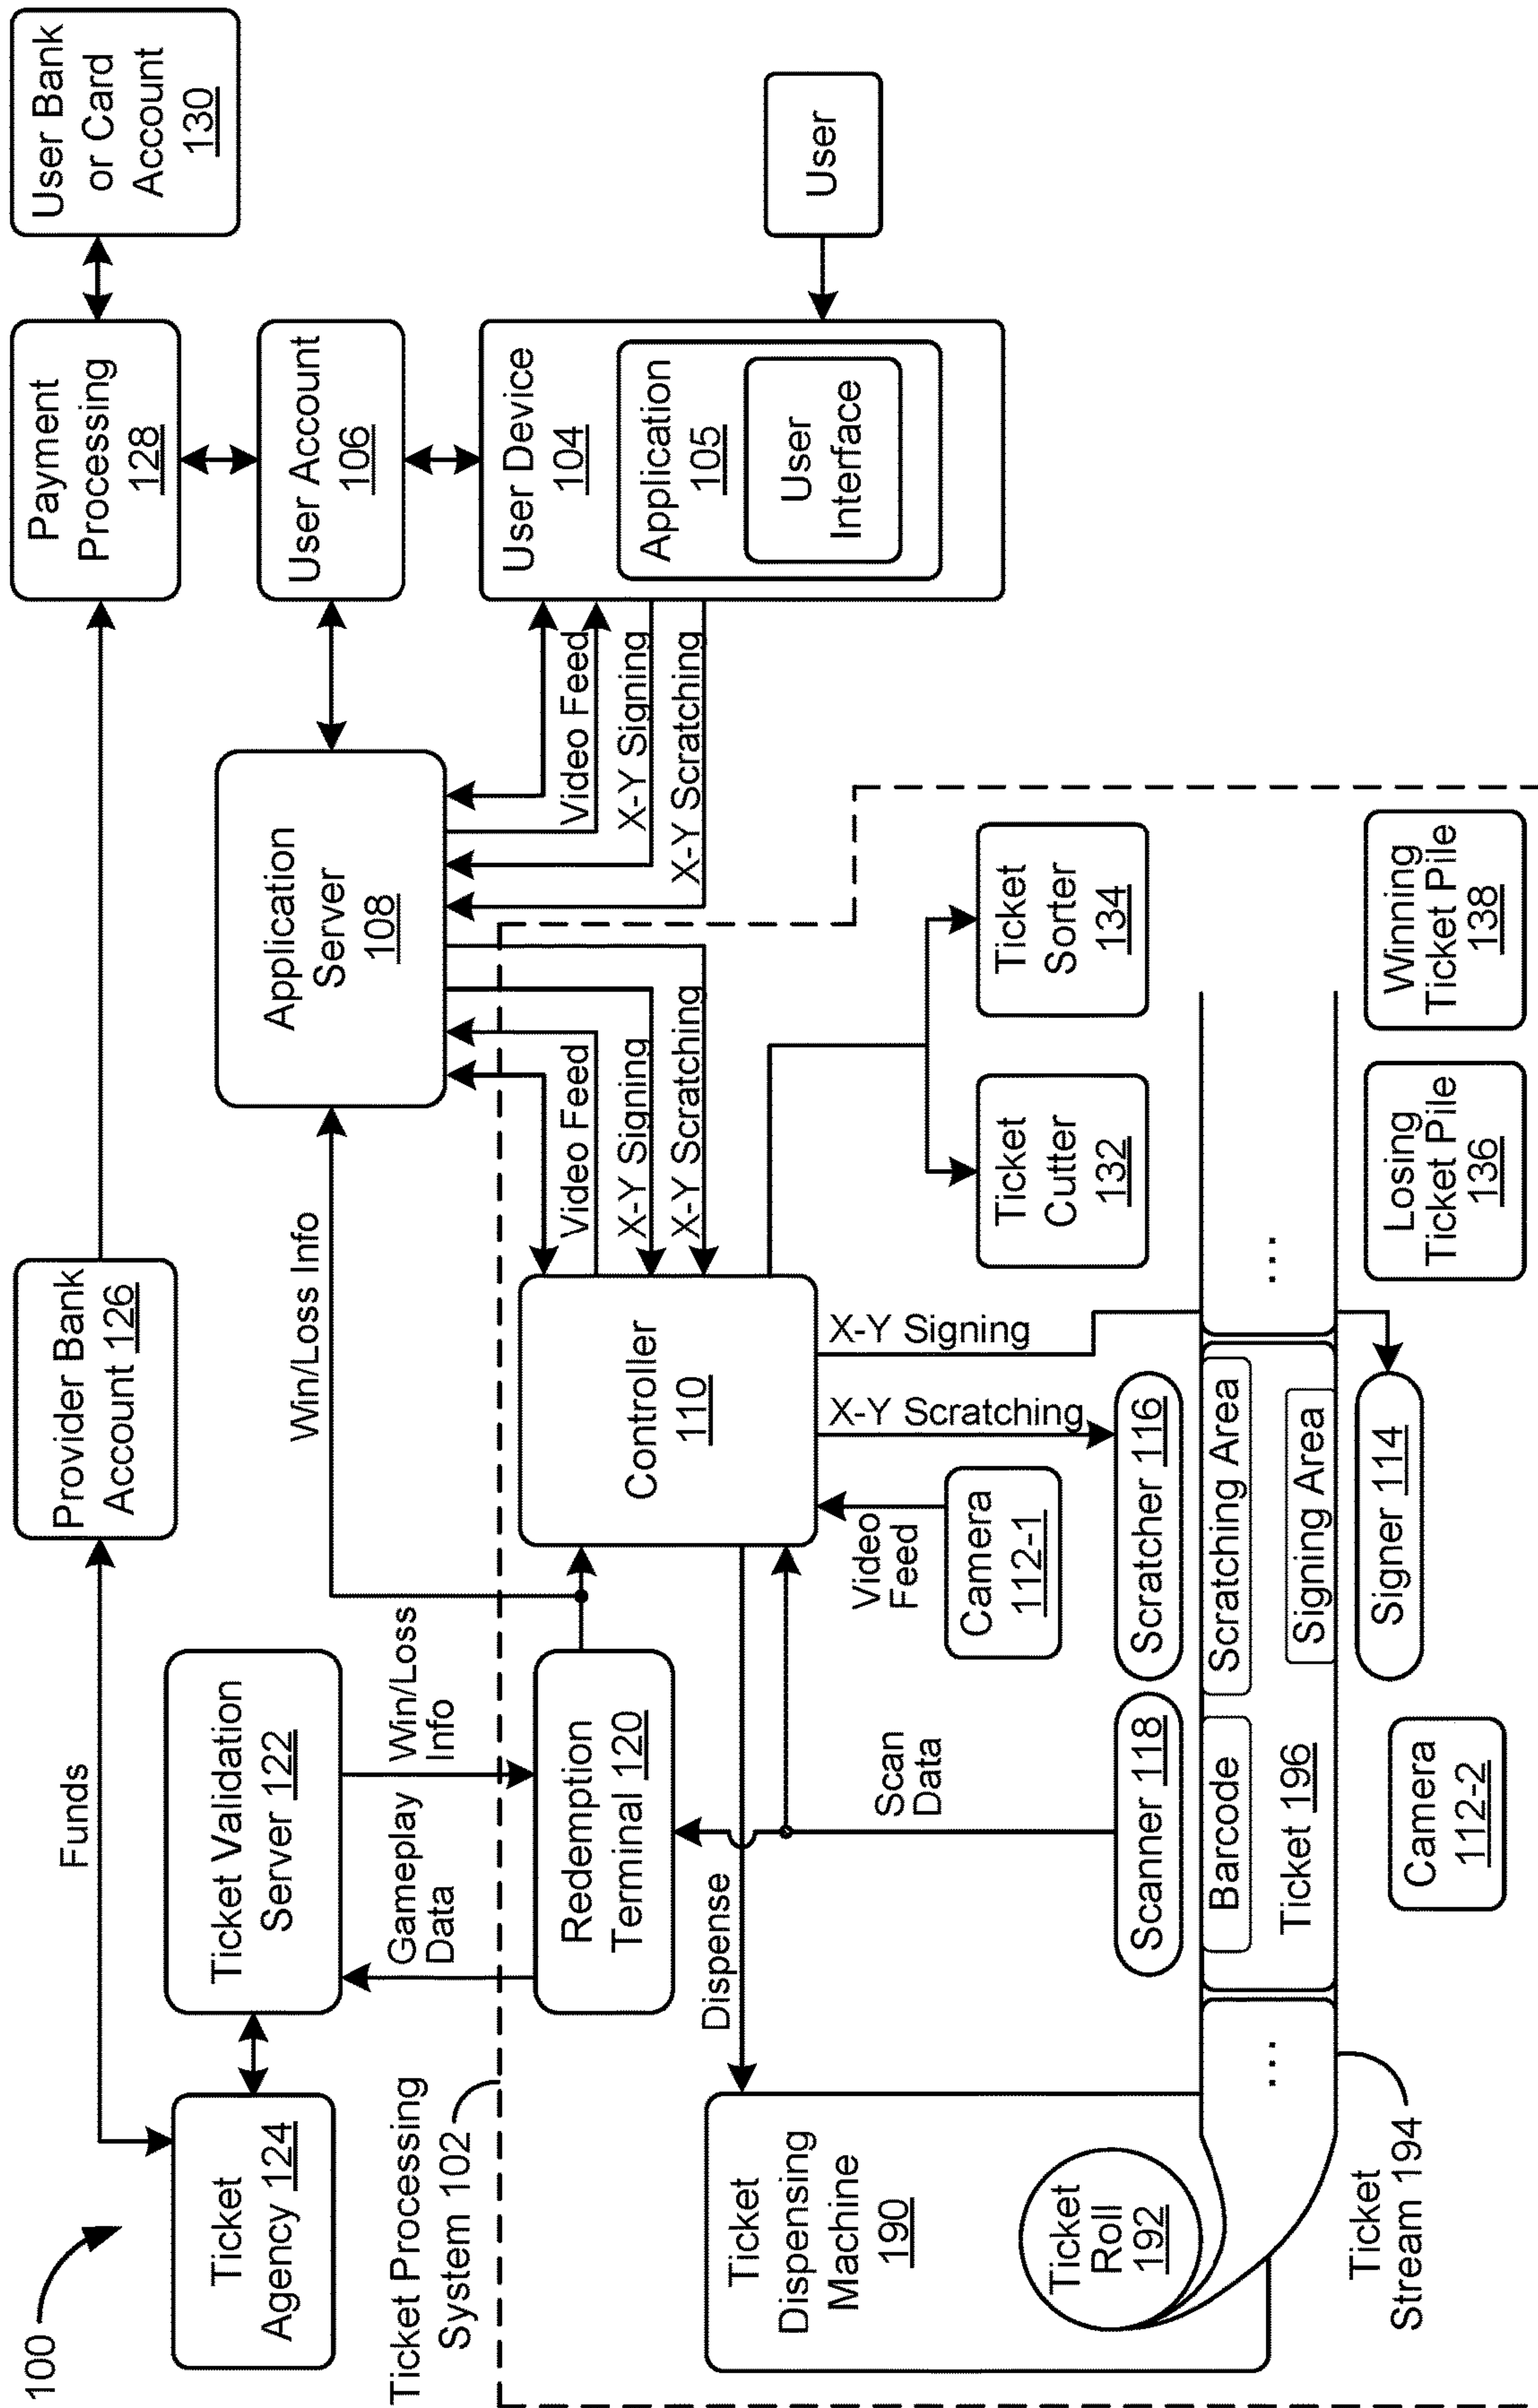 100
Ticket
Agency 124
Funds
Ticket Validation
Server 122
Provider Bank
Account 126
Payment
Processing
128
User Bank
or Card
Account
130
Gameplay
Data
Win/Loss
Info
Win/Loss Info
Application
Server
108
User Account
106
Ticket Processing
System 102
Redemption
Terminal 120
Controller
110
Video Feed
X-Y Signing
X-Y Scratching
Video Feed
X-Y Signing
X-Y Scratching
User Device
104
Application
105
User
Interface
User
Ticket
Dispensing
Machine
190
Dispense
Scan
Data
Video
Feed
Camera
112-1
X-Y Scratching
X-Y Signing
Ticket
Cutter
132
Ticket
Sorter
134
Ticket
Roll
192
Scanner 118
Scratcher 116
...
Barcode
Scratching Area
Ticket 196
Signing Area
...
Ticket
Stream 194
Camera
112-2
Signer 114
Losing
Ticket Pile
136
Winning
Ticket Pile
138